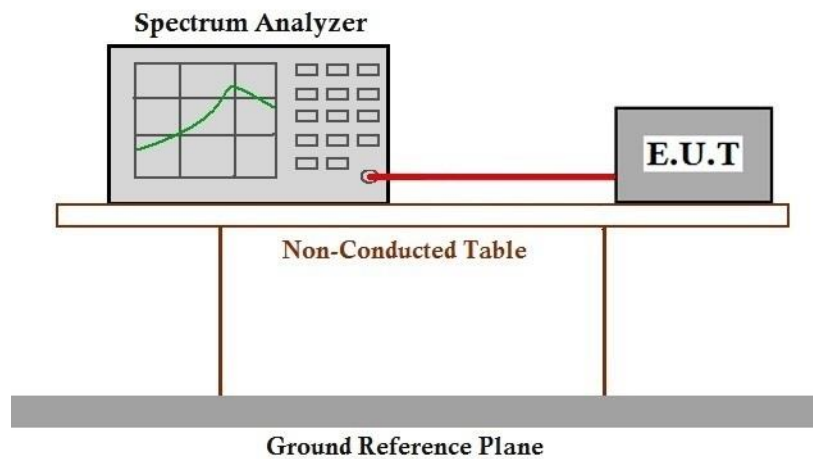 Spectrum Analyzer
E.U.T
Non-Conducted Table
Ground Reference Plane